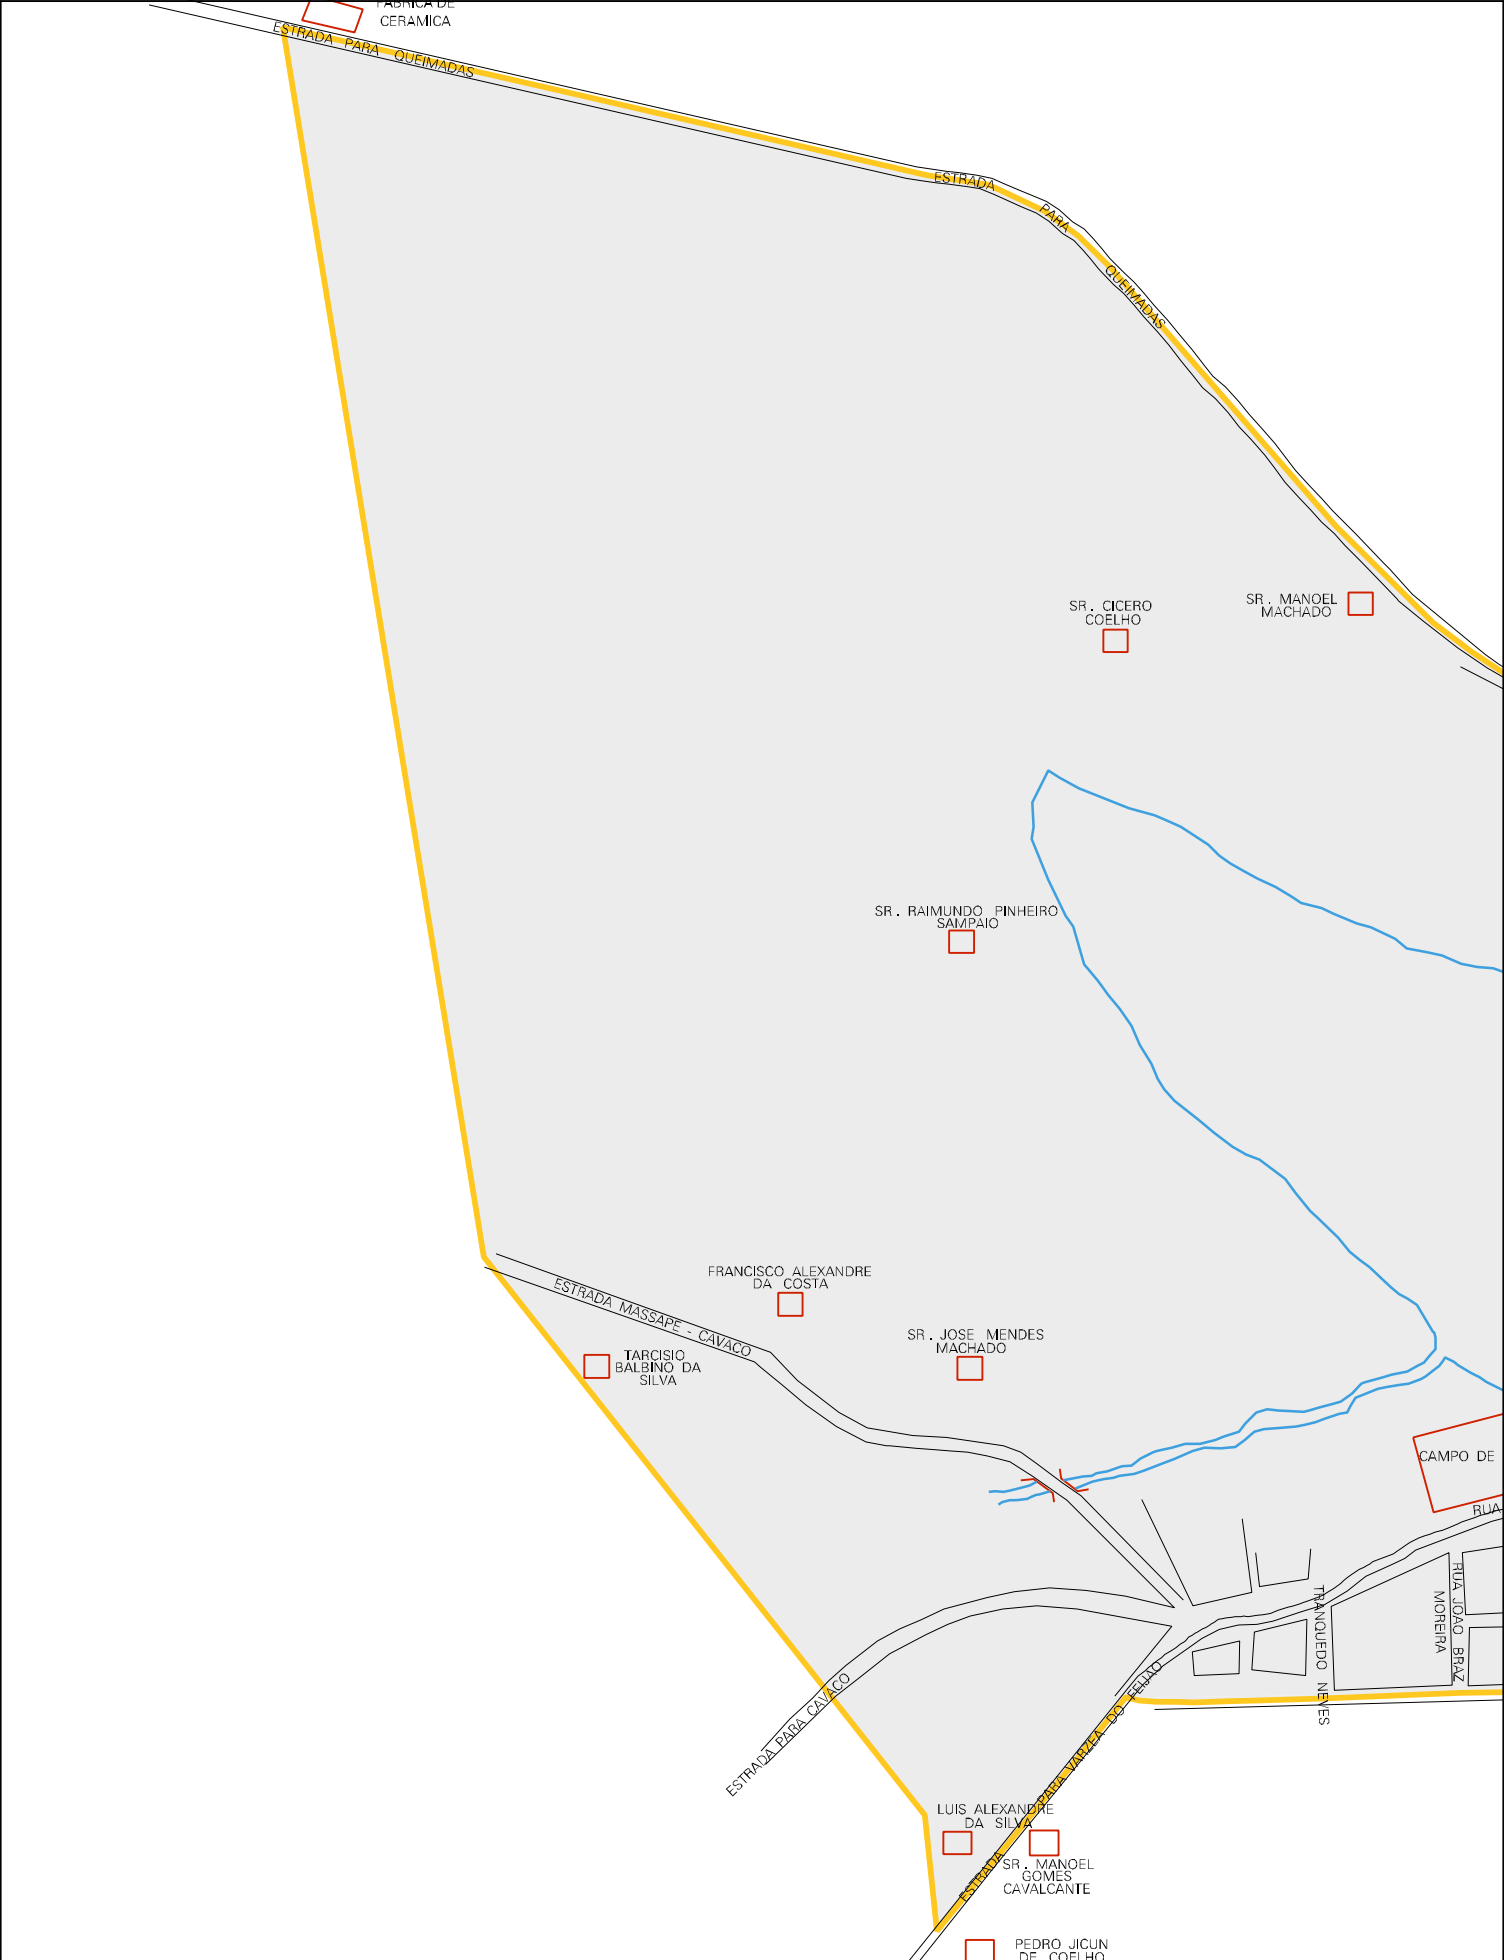 FABRICA DE
CERAMICA
ESTRADA PARA QUEIMADAS
ESTRADA PARA QUEIMADAS
SR. CICERO
COELHO
SR. MANOEL
MACHADO
SR. RAIMUNDO PINHEIRO
SAMPAIO
FRANCISCO ALEXANDRE
DA COSTA
ESTRADA MASSAPE - CAVACO
SR. JOSE MENDES
MACHADO
TARCISIO
BALBINO DA
SILVA
CAMPO DE
RUA
RUA JOAO BRAZ
MOREIRA
TRANQUEDO NEVES
ESTRADA PARA CAVACO
ESTRADA PARA VARZEA DO FEIJAO
LUIS ALEXANDRE
DA SILVA
SR. MANOEL
GOMES
CAVALCANTE
PEDRO JICUN
DE COELHO